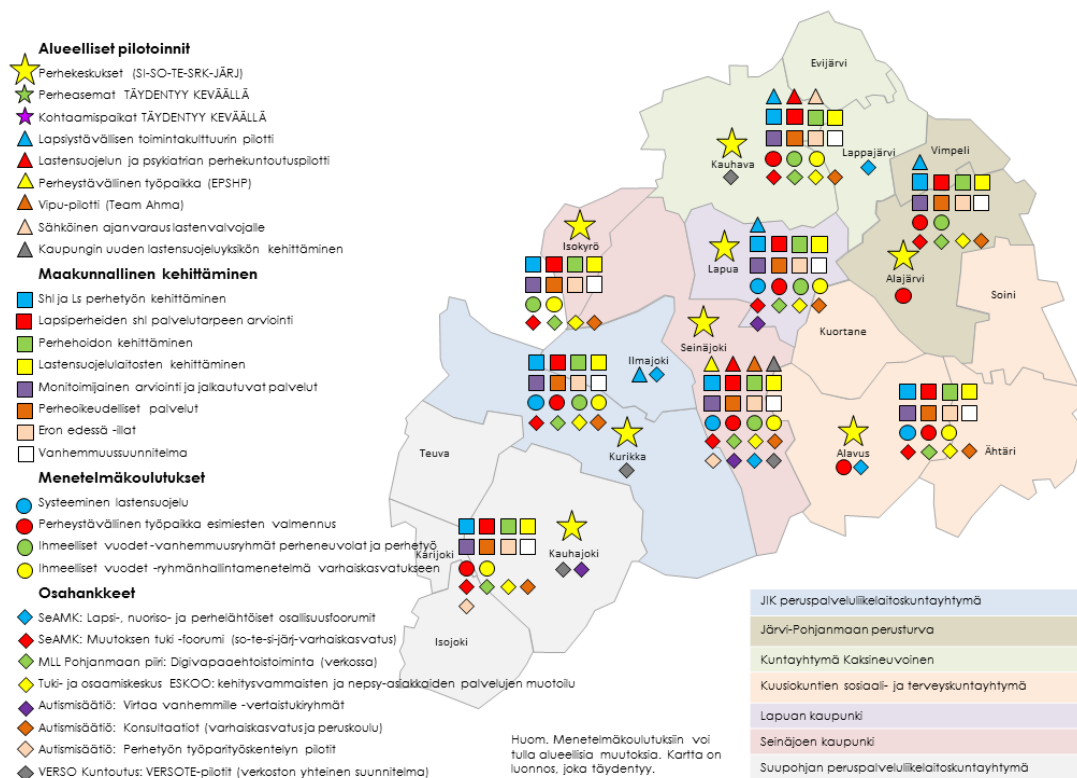 Alueelliset pilotoinnit
Perhekeskukset (SI-SO-TE-SRK-JÄRJ)
Perheasemat TÄYDENTYY KEVÄÄLLÄ
Kohtaamispaikat TÄYDENTYY KEVÄÄLLÄ
Lapsiystävällisen toimintakulttuurin pilotti
Lastensuojelun ja psykiatrian perhekuntoutuspilotti
Perheystävällinen työpaikka (EPSHP)
Vipu-pilotti (Team Ahma)
Sähköinen ajanvaraus lastenvalvojalle
Kaupungin uuden lastensuojeluyksikön kehittäminen
Maakunnallinen kehittäminen
Shl ja Ls perhetyön kehittäminen
Lapsiperheiden shl palvelutarpeen arviointi
Perhehoidon kehittäminen
Lastensuojelulaitosten kehittäminen
Monitoimijainen arviointi ja jalkautuvat palvelut
Perheoikeudelliset palvelut
Eron edessä -illat
Vanhemmuussuunnitelma
Menetelmäkoulutukset
Systeeminen lastensuojelu
Perheystävällinen työpaikka esimiesten valmennus
Ihmeelliset vuodet -vanhemmuusryhmät perheneuvolat ja perhetyö
Ihmeelliset vuodet -ryhmänhallintamenetelmä varhaiskasvatukseen
Osahankkeet
SeAMK: Lapsi-, nuoriso- ja perhelähtöiset osallisuusfoorumit
SeAMK: Muutoksen tuki -foorumi (so-te-si-järj-varhaiskasvatus)
MLL Pohjanmaan piiri: Digivapaaehtoistoiminta (verkossa)
Tuki- ja osaamiskeskus ESKOO: kehitysvammaisten ja nepsy-asiakkaiden palvelujen muotoilu
Autismisäätiö: Virtaa vanhemmille -vertaistukiryhmät
Autismisäätiö: Konsultaatiot (varhaiskasvatus ja peruskoulu)
Autismisäätiö: Perhetyön työparityöskentelyn pilotit
VERSO Kuntoutus: VERSOTE-pilotit (verkoston yhteinen suunnitelma)
Evijärvi
Kauhava
Lappajärvi
Vimpeli
Isokyrö
Lapua
Alajärvi
Soini
Kuortane
Seinäjoki
Ilmajoki
Kurikka
Alavus
Ähtäri
Teuva
Karijoki
Kauhajoki
Isojoki
Huom. Menetelmäkoulutuksiin voi
tulla alueellisia muutoksia. Kartta on
luonnos, joka täydentyy.
JIK peruspalveluliikelaitoskuntayhtymä
Järvi-Pohjanmaan perusturva
Kuntayhtymä Kaksineuvoinen
Kuusiokuntien sosiaali- ja terveyskuntayhtymä
Lapuan kaupunki
Seinäjoen kaupunki
Suupohjan peruspalveluliikelaitoskuntayhtymä